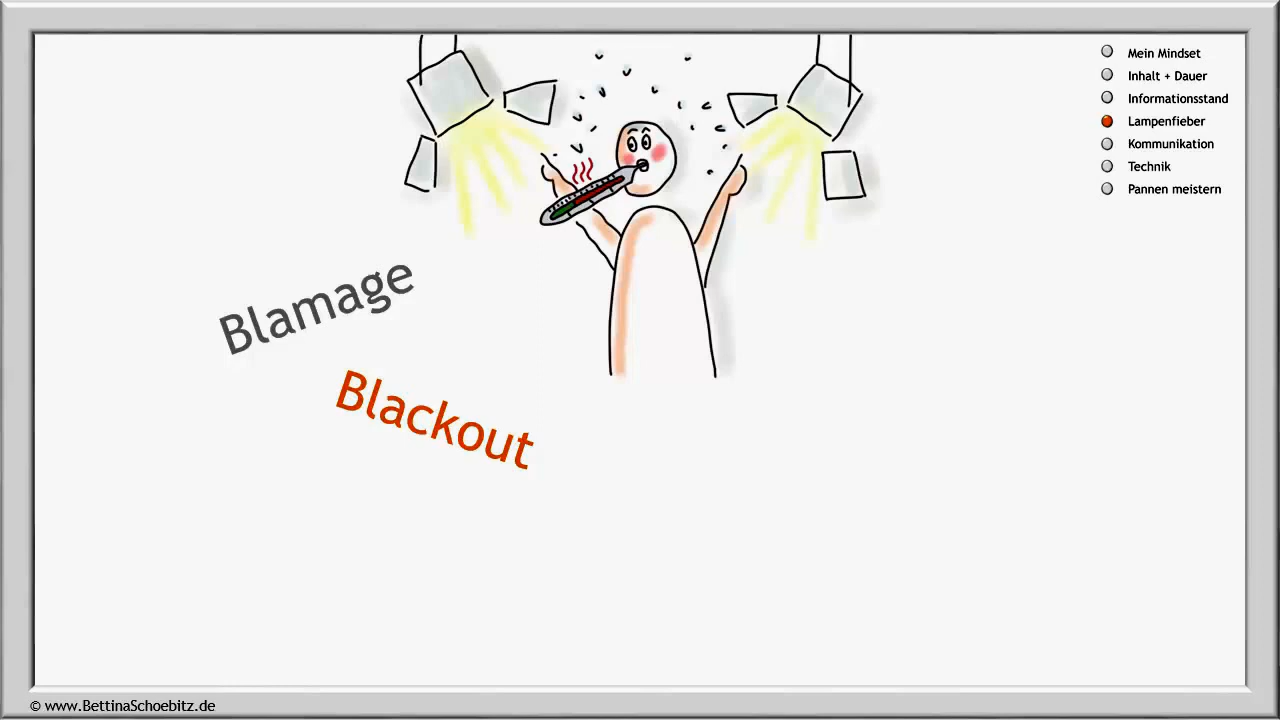 Mein Mindset
Inhalt + Dauer
Informationsstand
Lampenfieber
Kommunikation
Technik
Pannen meistern
Blamage
Blackout
© www.BettinaSchoebitz.de